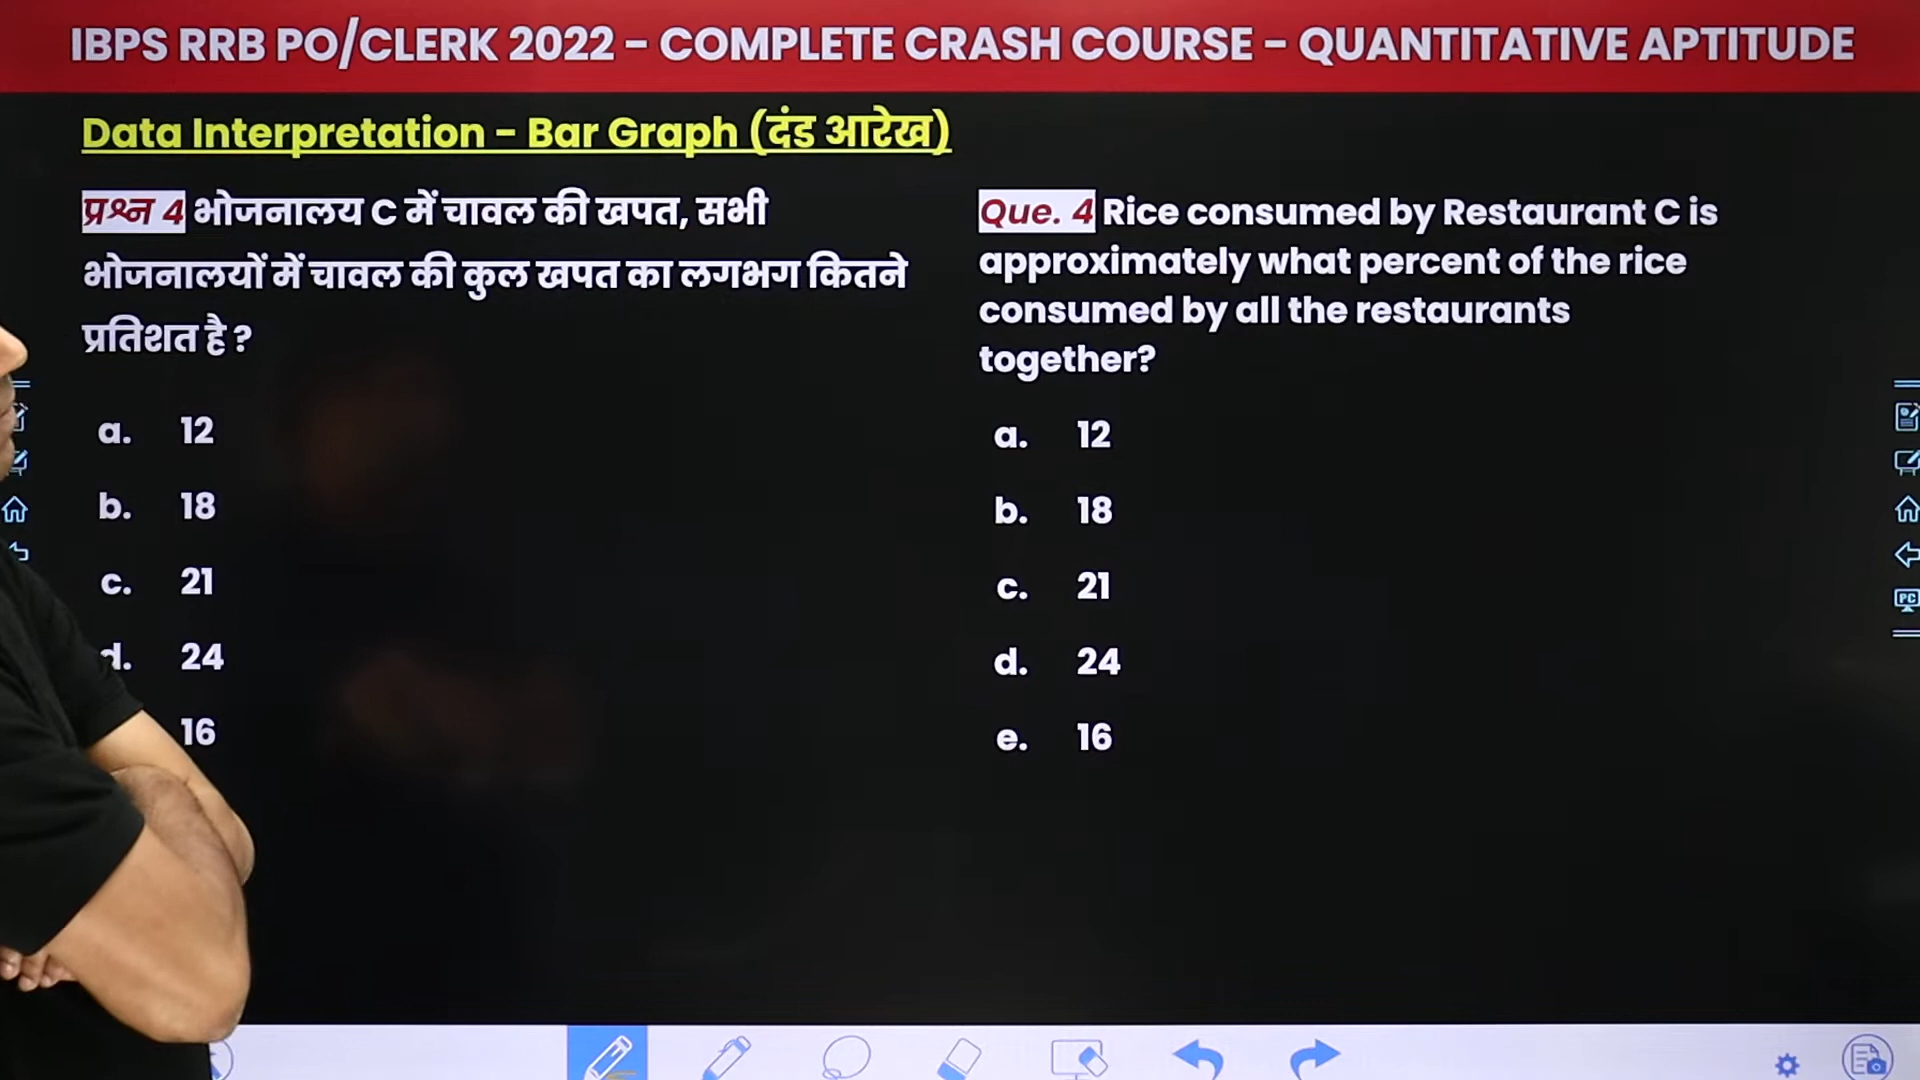 IBPS RRB PO/CLERK 2022 - COMPLETE CRASH COURSE - QUANTITATIVE APTITUDE
Data Interpretation - Bar Graph (दंड आरेख)
प्रश्न 4 भोजनालय C में चावल की खपत, सभी
भोजनालयों में चावल की कुल खपत का लगभग कितने
प्रतिशत है ?
a. 12
b. 18
c. 21
d. 24
16
Que. 4 Rice consumed by Restaurant C is
approximately what percent of the rice
consumed by all the restaurants
together?
a. 12
b. 18
c. 21
d. 24
e. 16
PC